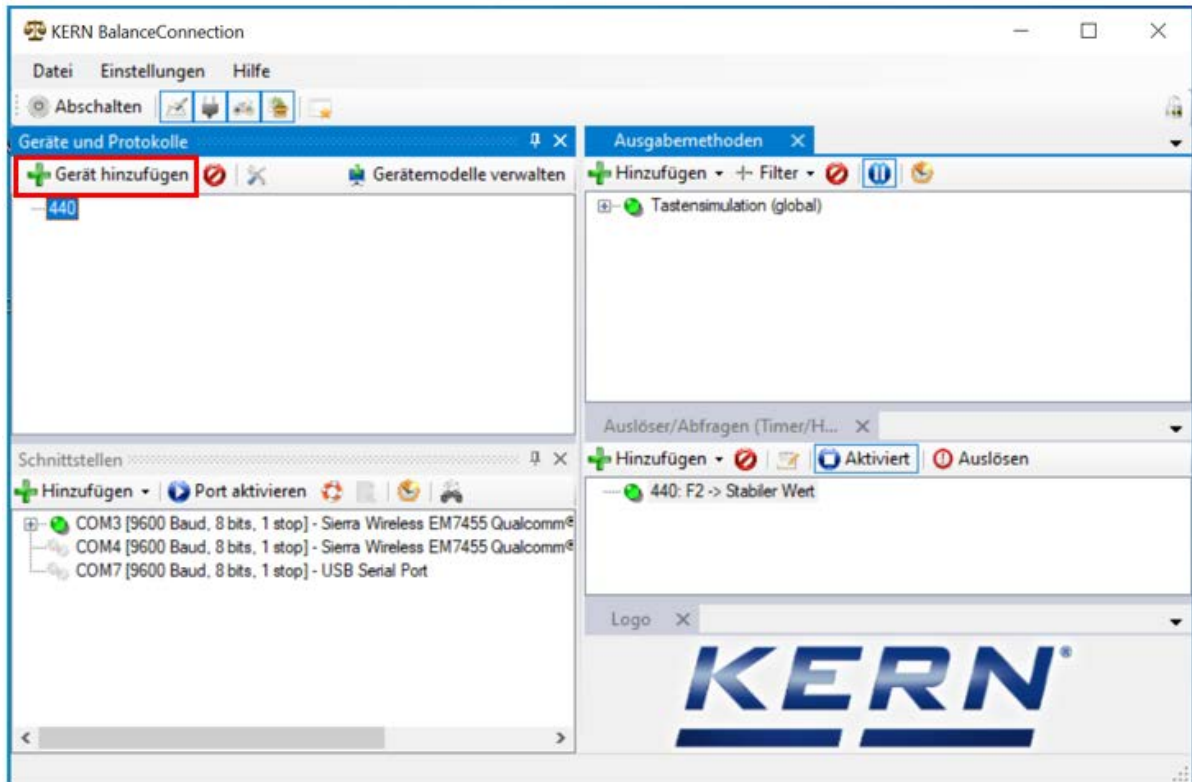 KERN BalanceConnection
Datei Einstellungen Hilfe
Abschalten
Geräte und Protokolle
Gerät hinzufügen Gerätemodelle verwalten
440
Schnittstellen
Hinzufügen Port aktivieren
COM3 [9600 Baud, 8 bits, 1 stop] - Sierra Wireless EM7455 Qualcomm®
COM4 [9600 Baud, 8 bits, 1 stop] - Sierra Wireless EM7455 Qualcomm®
COM7 [9600 Baud, 8 bits, 1 stop] - USB Serial Port
Ausgabemethoden
Hinzufügen Filter
Tastensimulation (global)
Auslöser/Abfragen (Timer/H...
Hinzufügen Aktiviert Auslösen
440: F2 -> Stabiler Wert
Logo
KERN®